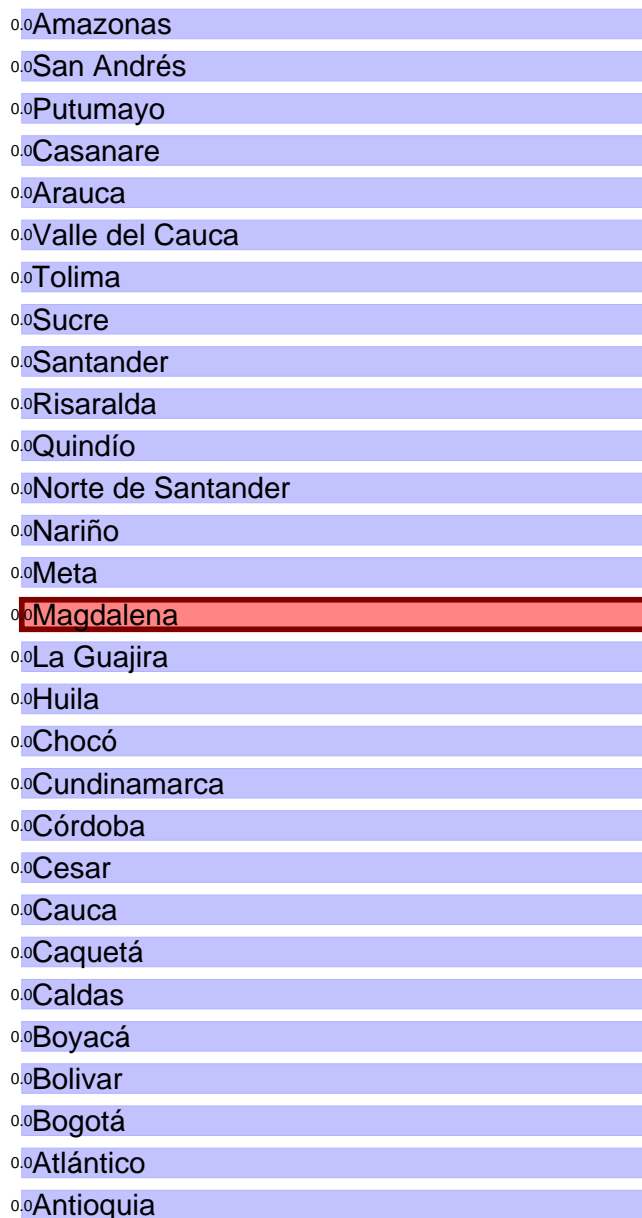 0.0Amazonas
0.0San Andrés
0.0Putumayo
0.0Casanare
0.0Arauca
0.0Valle del Cauca
0.0Tolima
0.0Sucre
0.0Santander
0.0Risaralda
0.0Quindío
0.0Norte de Santander
0.0Nariño
0.0Meta
0.0Magdalena
0.0La Guajira
0.0Huila
0.0Chocó
0.0Cundinamarca
0.0Córdoba
0.0Cesar
0.0Cauca
0.0Caquetá
0.0Caldas
0.0Boyacá
0.0Bolivar
0.0Bogotá
0.0Atlántico
0.0Antioquia